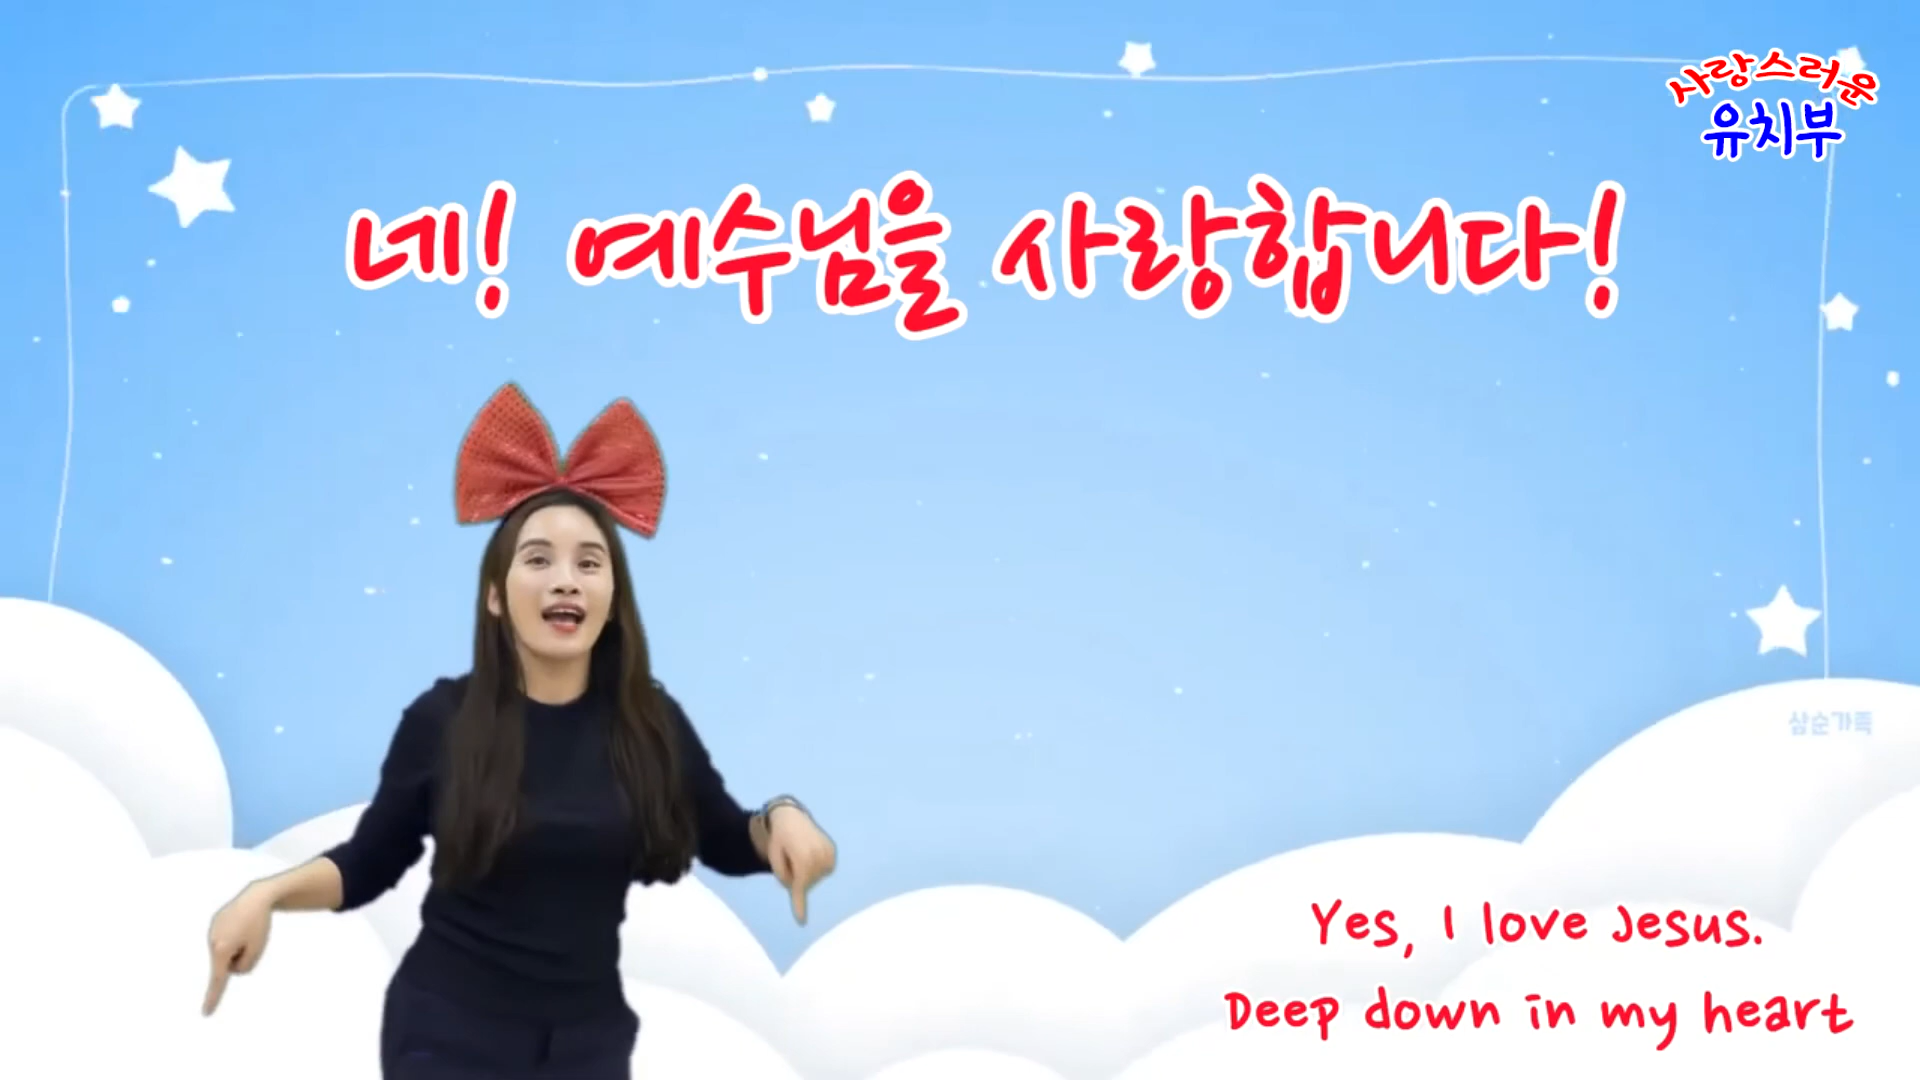 사랑스러운
유치부
네! 예수님을 사랑합니다!
삼순가족
Yes, I love Jesus.
Deep down in my heart